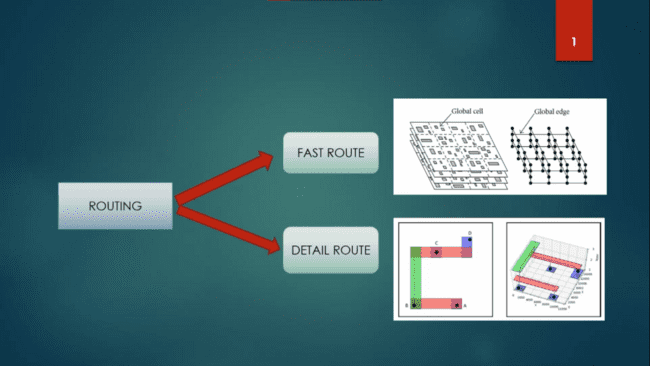 1
Global cell
Global edge
FAST ROUTE
ROUTING
DETAIL ROUTE
D
C
B
A